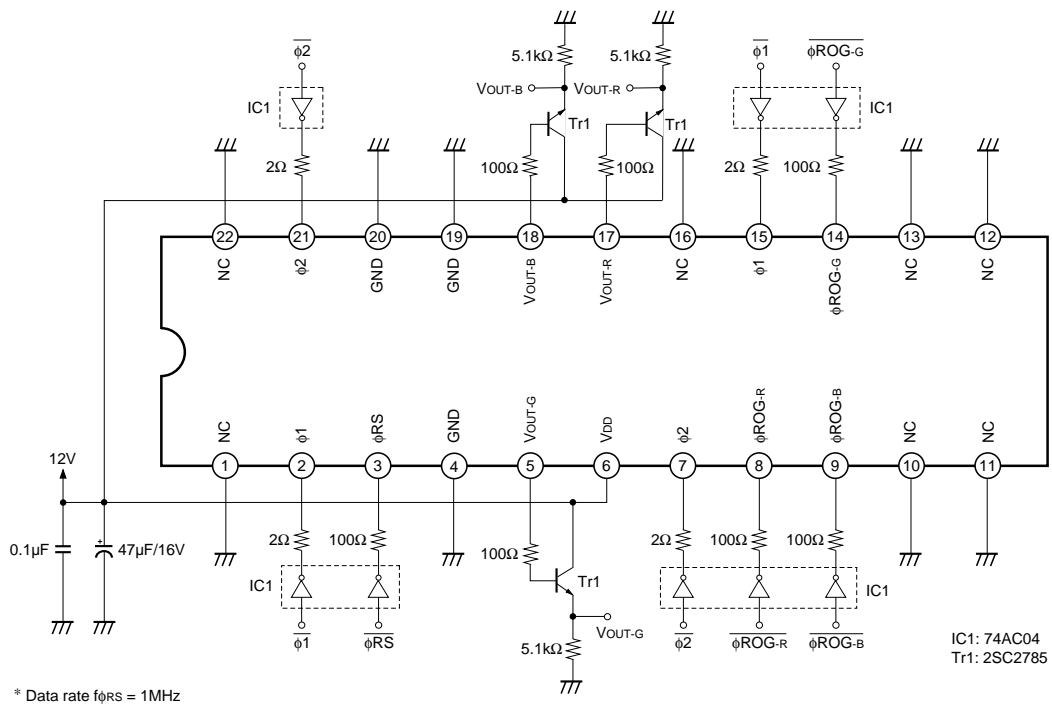 φ2
5.1kΩ
5.1kΩ
φ1
φROG-G
VOUT-B
VOUT-R
IC1
Tr1
Tr1
IC1
2Ω
100Ω
100Ω
2Ω
100Ω
22
21
20
19
18
17
16
15
14
13
12
NC
φ2
GND
GND
VOUT-B
VOUT-R
NC
φ1
φROG-G
NC
NC
NC
φ1
φRS
GND
VOUT-G
VDD
φ2
φROG-R
φROG-B
NC
NC
1
2
3
4
5
6
7
8
9
10
11
12V
0.1μF
+
47μF/16V
2Ω
100Ω
100Ω
2Ω
100Ω
100Ω
IC1
Tr1
IC1
φ1
φRS
VOUT-G
φ2
φROG-R
φROG-B
5.1kΩ
IC1: 74AC04
Tr1: 2SC2785
* Data rate fφRS = 1MHz